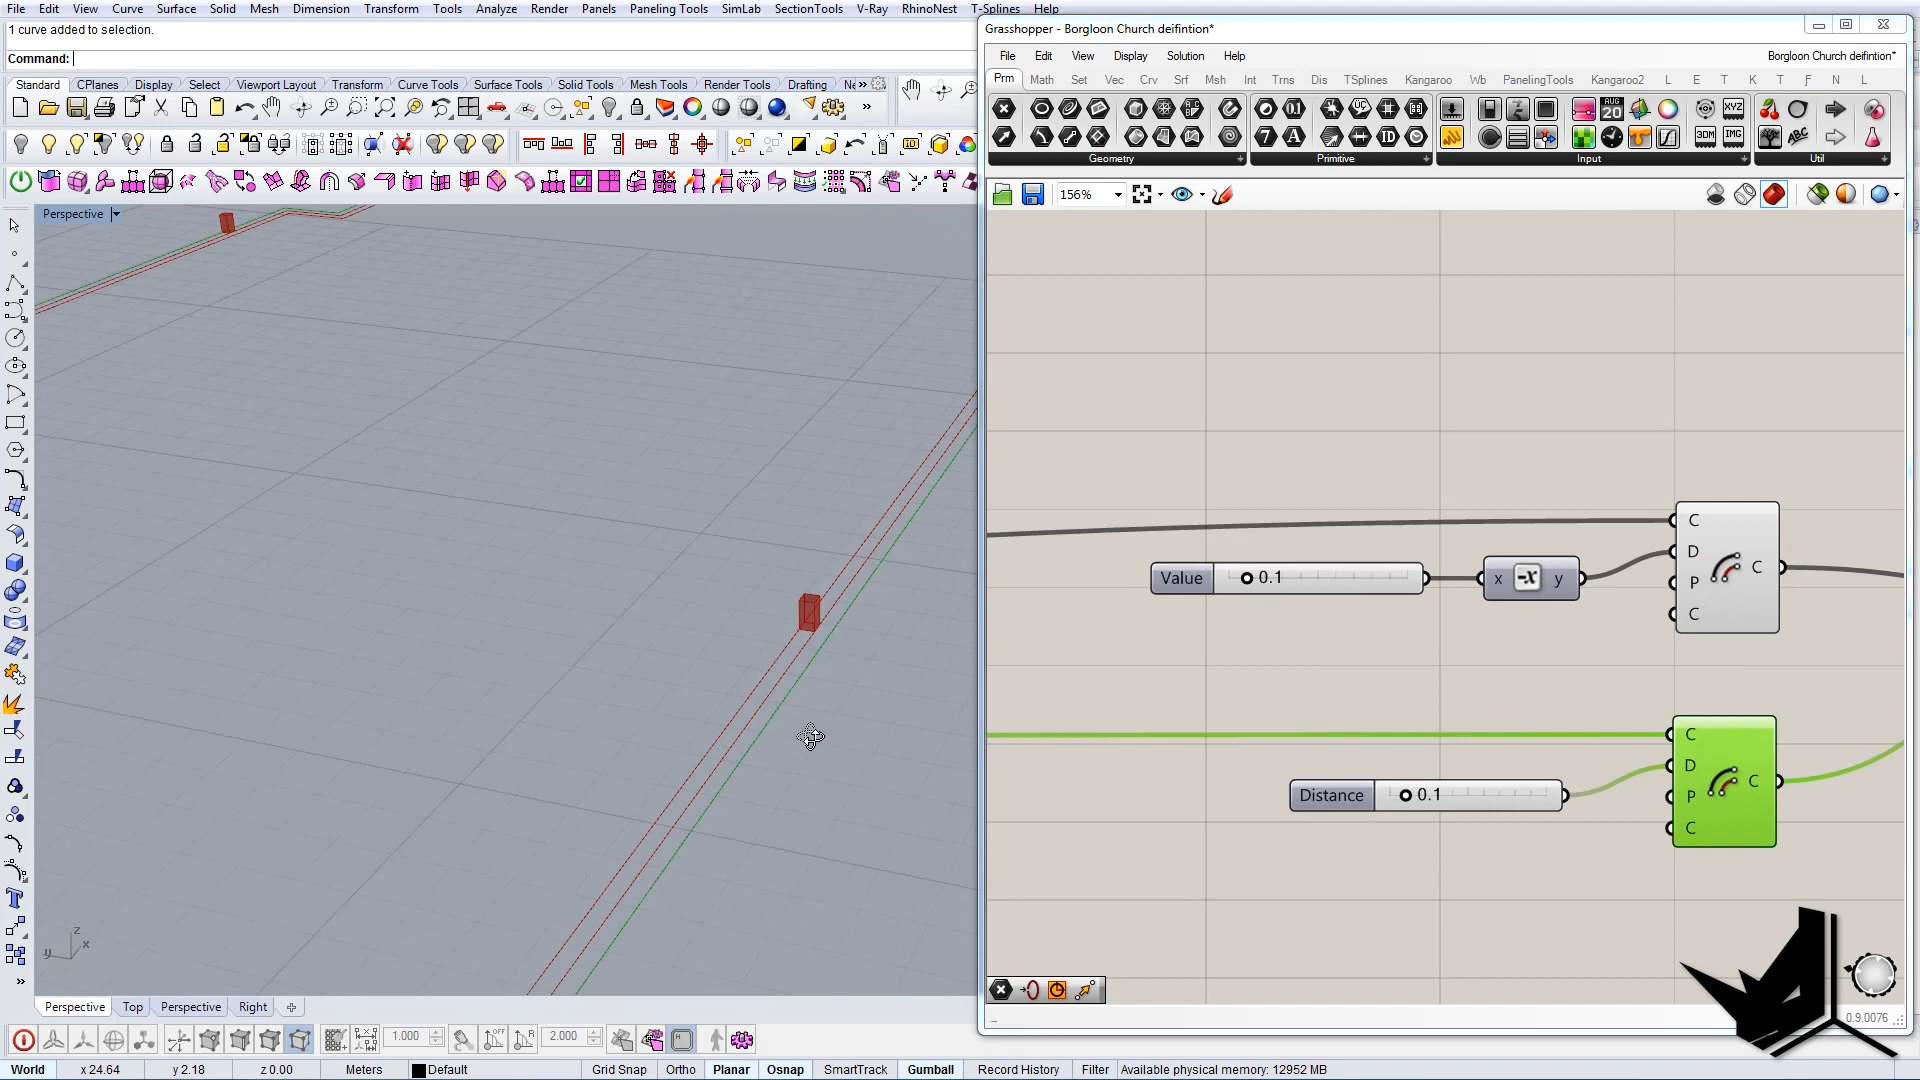 File Edit View Curve Surface Solid Mesh Dimension Transform Tools Analyze Render Panels Paneling Tools SimLab SectionTools V-Ray RhinoNest T-Splines Help
1 curve added to selection.
Command:
Standard CPlanes Display Select Viewport Layout Transform Curve Tools Surface Tools Solid Tools Mesh Tools Render Tools Drafting
Perspective
z
y x
Perspective Top Perspective Right
1.000 2.000
World x 24.64 y 2.18 z 0.00 Meters Default Grid Snap Ortho Planar Osnap SmartTrack Gumball Record History Filter Available physical memory: 12952 MB
Grasshopper - Borgloon Church deifintion*
File Edit View Display Solution Help Borgloon Church deifintion*
Prm Math Set Vec Crv Srf Msh Int Trns Dis TSplines Kangaroo Wb PanelingTools Kangaroo2 L E T K T F N L
Geometry Primitive Input Util
156%
C
D
P
C
C
Value 0.1
x -x y
C
D
P
C
C
Distance 0.1
0.9.0076